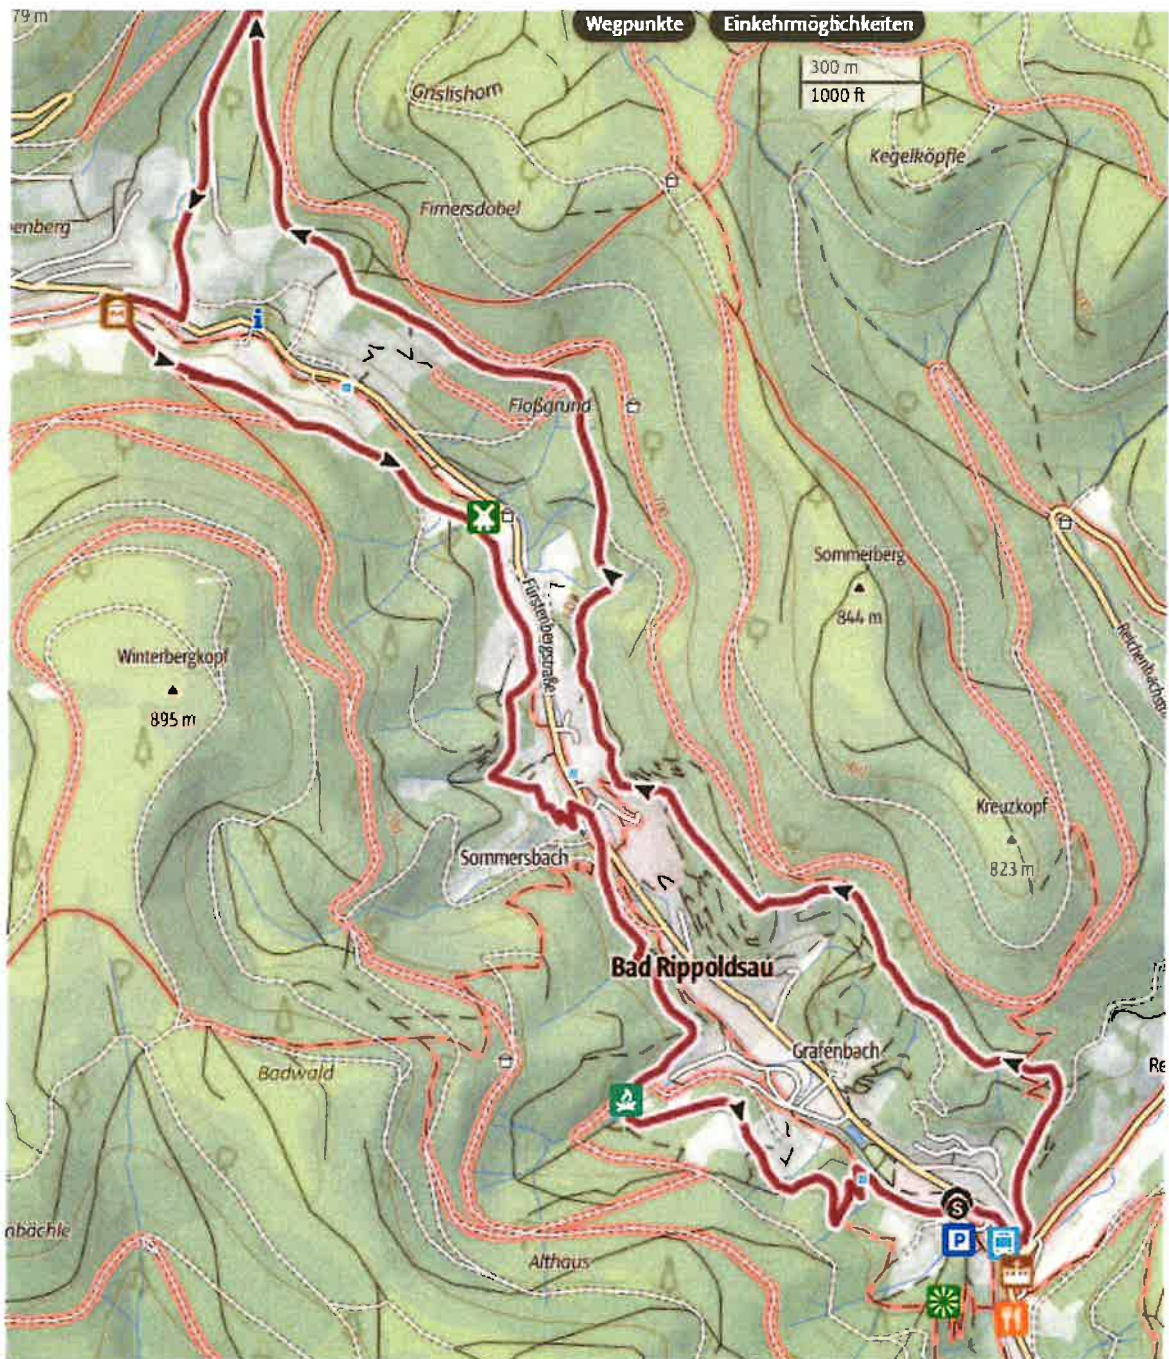 79 m
Wegpunkte
Einkehrmöglichkeiten
300 m
1000 ft
Grislishorn
Kegelköpfle
Firnersdobel
enberg
i
Floßgrund
Sommerberg
844 m
Fürstenbergstraße
Winterbergkopf
895 m
Reichenbachst
Kreuzkopf
823 m
Sommersbach
Bad Rippoldsau
Grafenbach
Re
Badwald
S
P
nbächle
Althaus